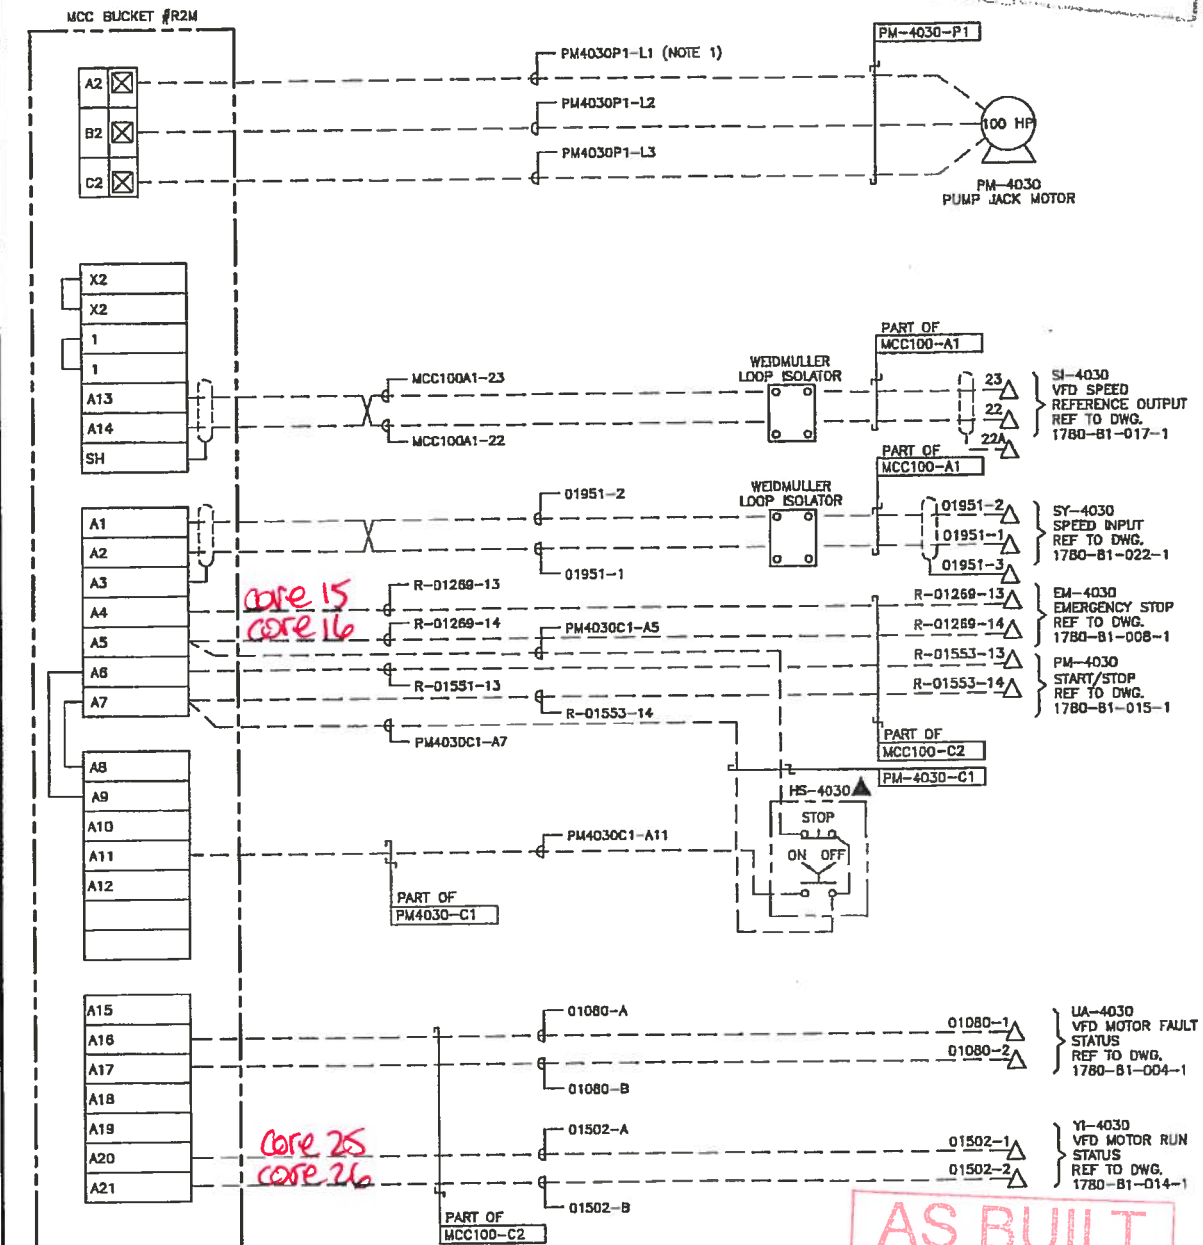 MCC BUCKET #R2M
PM-4030-P1
PM4030P1-L1 (NOTE 1)
A2
PM4030P1-L2
B2
100 HP
PM4030P1-L3
C2
PM-4030
PUMP JACK MOTOR
X2
X2
1
1
A13
A14
SH
MCC100A1-23
MCC100A1-22
WEIDMULLER
LOOP ISOLATOR
PART OF
MCC100-A1
23
22
22A
SI-4030
VFD SPEED
REFERENCE OUTPUT
REF TO DWG.
1780-B1-017-1
PART OF
MCC100-A1
A1
A2
A3
A4
A5
A6
A7
01951-2
01951-1
WEIDMULLER
LOOP ISOLATOR
01951-2
01951-1
01951-3
SY-4030
SPEED INPUT
REF TO DWG.
1780-B1-022-1
core 15
core 16
R-01269-13
R-01269-14
PM4030C1-A5
R-01551-13
R-01553-14
PM4030C1-A7
R-01269-13
R-01269-14
EM-4030
EMERGENCY STOP
REF TO DWG.
1780-B1-008-1
R-01553-13
R-01553-14
PM-4030
START/STOP
REF TO DWG.
1780-B1-015-1
PART OF
MCC100-C2
PM-4030-C1
HS-4030
STOP
ON OFF
A8
A9
A10
A11
A12
PM4030C1-A11
PART OF
PM4030-C1
A15
A16
A17
A18
A19
A20
A21
01080-A
01080-B
01080-1
01080-2
UA-4030
VFD MOTOR FAULT
STATUS
REF TO DWG.
1780-B1-004-1
core 25
core 26
01502-A
01502-B
01502-1
01502-2
YI-4030
VFD MOTOR RUN
STATUS
REF TO DWG.
1780-B1-014-1
PART OF
MCC100-C2
AS BUILT